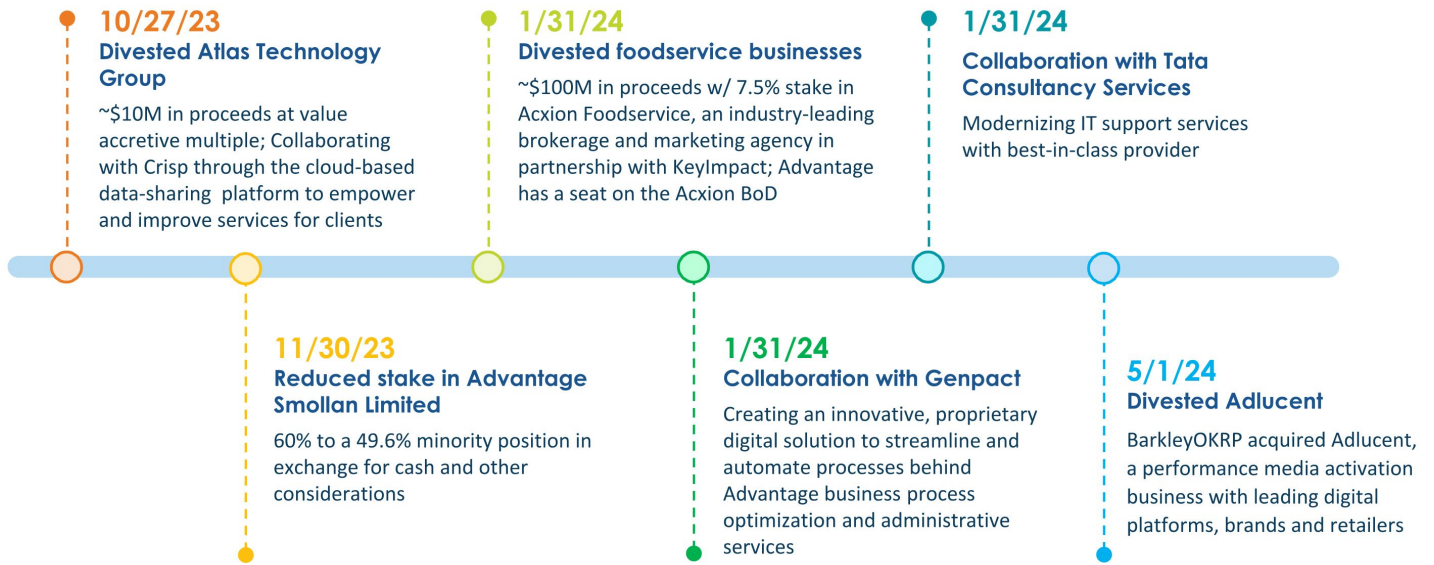 10/27/23
Divested Atlas Technology
Group
~$10M in proceeds at value
accretive multiple; Collaborating
with Crisp through the cloud-based
data-sharing  platform to empower
and improve services for clients
11/30/23
Reduced stake in Advantage
Smollan Limited
60% to a 49.6% minority position in
exchange for cash and other
considerations
1/31/24
Divested foodservice businesses
~$100M in proceeds w/ 7.5% stake in
Acxion Foodservice, an industry-leading
brokerage and marketing agency in
partnership with KeyImpact; Advantage
has a seat on the Acxion BoD
1/31/24
Collaboration with Genpact
Creating an innovative, proprietary
digital solution to streamline and
automate processes behind
Advantage business process
optimization and administrative
services
1/31/24
Collaboration with Tata
Consultancy Services
Modernizing IT support services
with best-in-class provider
5/1/24
Divested Adlucent
BarkleyOKRP acquired Adlucent,
a performance media activation
business with leading digital
platforms, brands and retailers